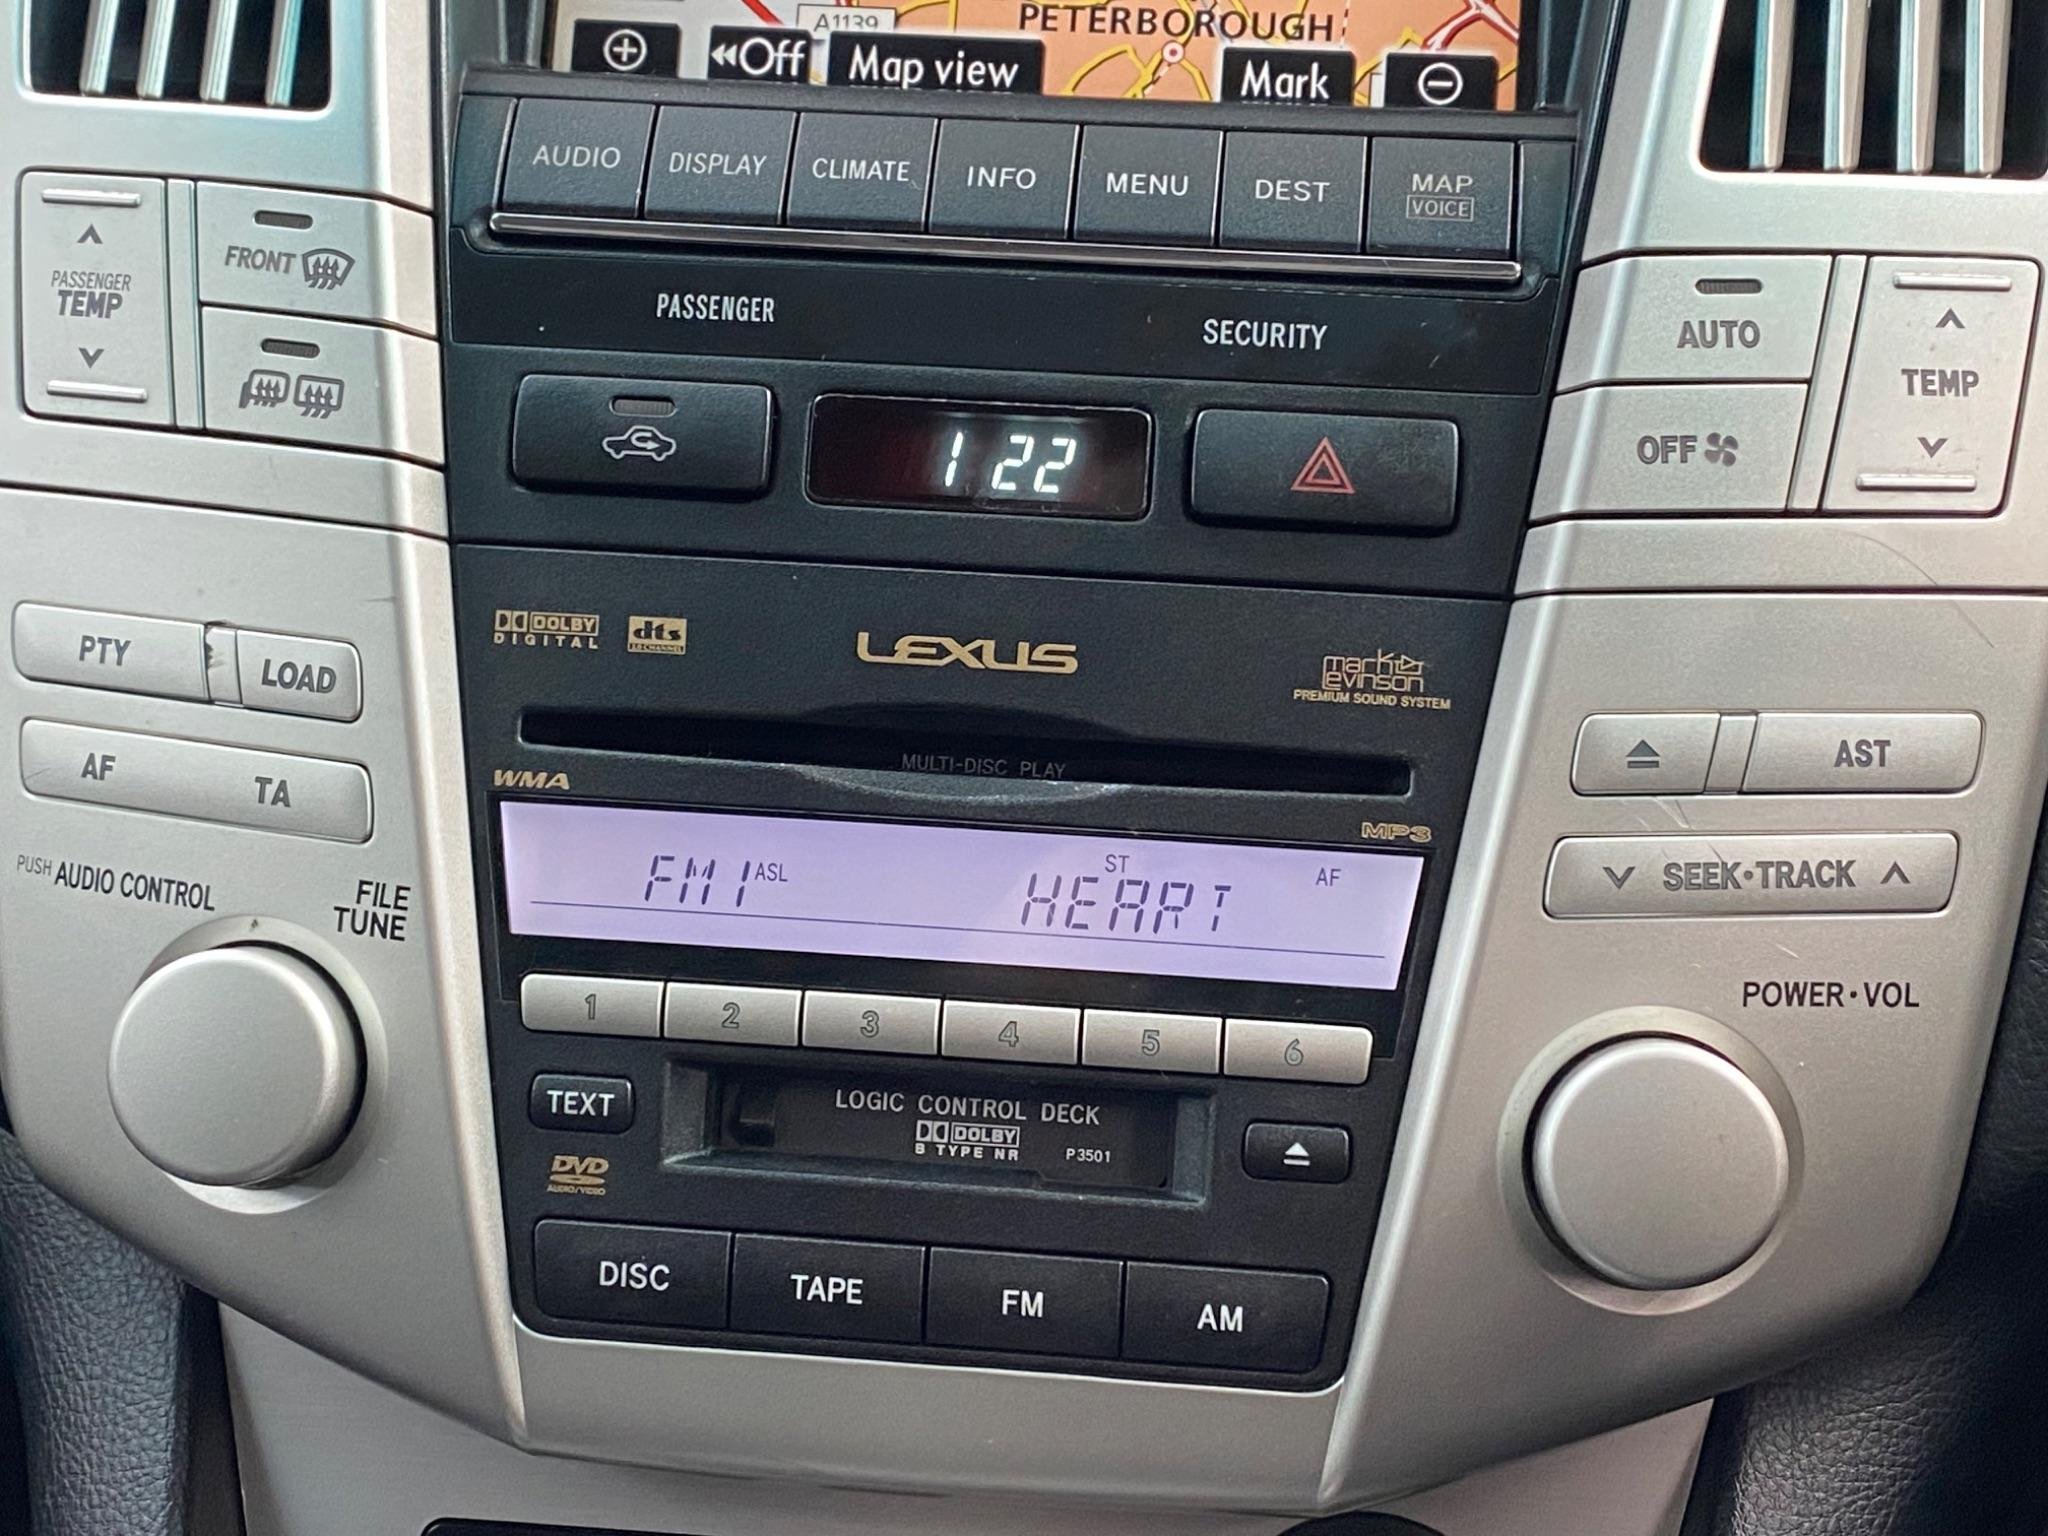 A1139
PETERBOROUGH
Off
Map view
Mark
AUDIO
DISPLAY
CLIMATE
INFO
MENU
DEST
MAP
VOICE
PASSENGER
TEMP
FRONT
PASSENGER
SECURITY
AUTO
OFF
TEMP
1 22
PTY
LOAD
AF TA
DOLBY
DIGITAL
dts
LEXUS
mark
levinson
PREMIUM SOUND SYSTEM
MULTI-DISC PLAY
WMA
MP3
AST
SEEK•TRACK
PUSH AUDIO CONTROL
FILE
TUNE
FM1 ASL
ST
AF
HEART
POWER•VOL
1 2 3 4 5 6
TEXT
LOGIC CONTROL DECK
DOLBY
B TYPE NR
P3501
DVD
AUDIO/VIDEO
DISC
TAPE
FM
AM